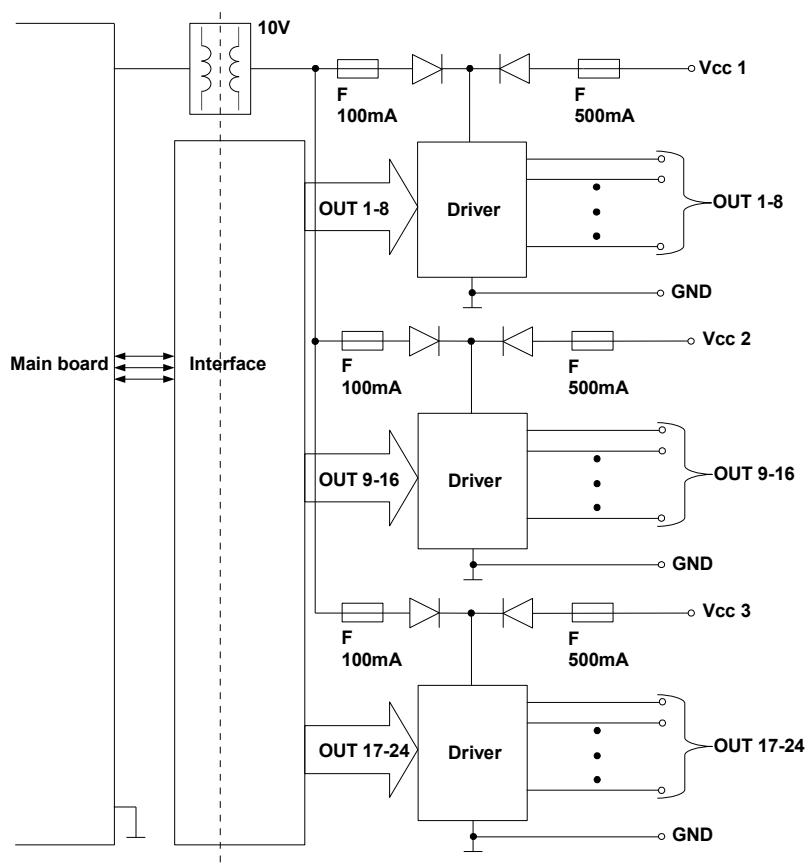 10V
F
100mA
F
500mA
Vcc 1
OUT 1-8
Driver
OUT 1-8
GND
Main board
Interface
F
100mA
F
500mA
Vcc 2
OUT 9-16
Driver
OUT 9-16
GND
F
100mA
F
500mA
Vcc 3
OUT 17-24
Driver
OUT 17-24
GND